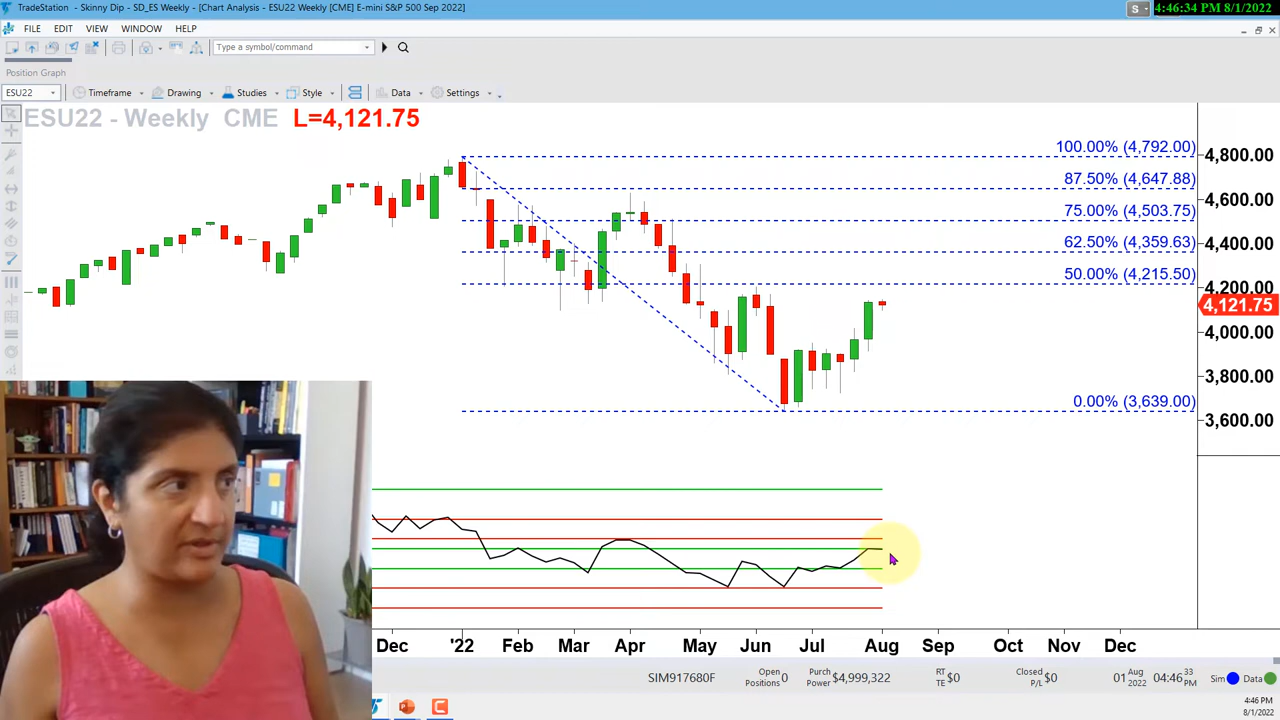 TradeStation - Skinny Dip - SD_ES Weekly - [Chart Analysis - ESU22 Weekly [CME] E-mini S&P 500 Sep 2022]
S
4:46:34 PM 8/1/2022
FILE EDIT VIEW WINDOW HELP
Type a symbol/command
Position Graph
ESU22 Timeframe Drawing Studies Style Data Settings
ESU22 - Weekly CME L=4,121.75
100.00% (4,792.00)
4,800.00
87.50% (4,647.88)
4,600.00
75.00% (4,503.75)
62.50% (4,359.63)
4,400.00
50.00% (4,215.50)
4,200.00
4,121.75
4,000.00
3,800.00
0.00% (3,639.00)
3,600.00
Dec '22 Feb Mar Apr May Jun Jul Aug Sep Oct Nov Dec
SIM917680F
Open Positions 0
Purch Power $4,999,322
RT TE $0
Closed P/L $0
01 Aug 2022
04:46 33 PM
Sim Data
4:46 PM
8/1/2022